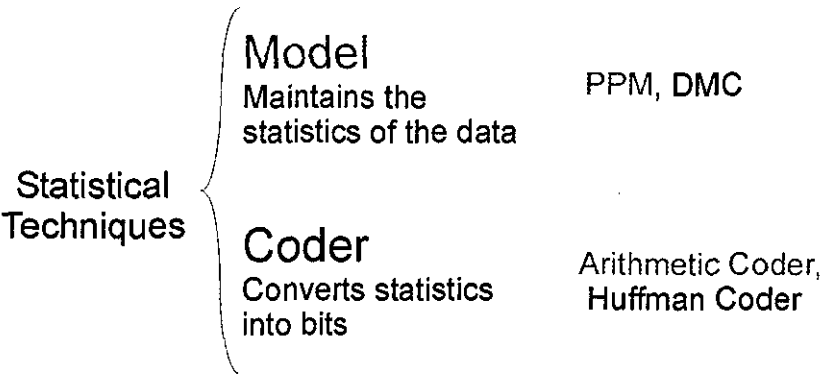 Model
Maintains the
statistics of the data
PPM, DMC
Statistical
Techniques
Coder
Converts statistics
into bits
Arithmetic Coder,
Huffman Coder